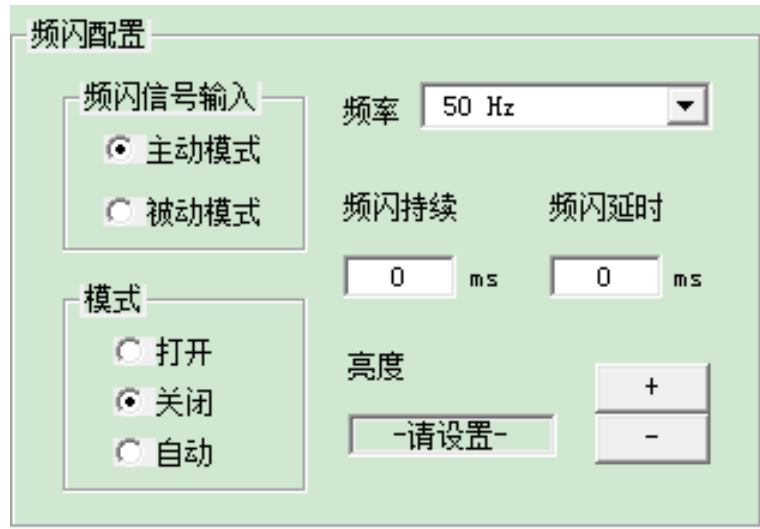 频闪配置
频闪信号输入
主动模式
被动模式
频率 50 Hz
频闪持续 频闪延时
0 ms 0 ms
模式
打开
关闭
自动
亮度
-请设置-
+
-